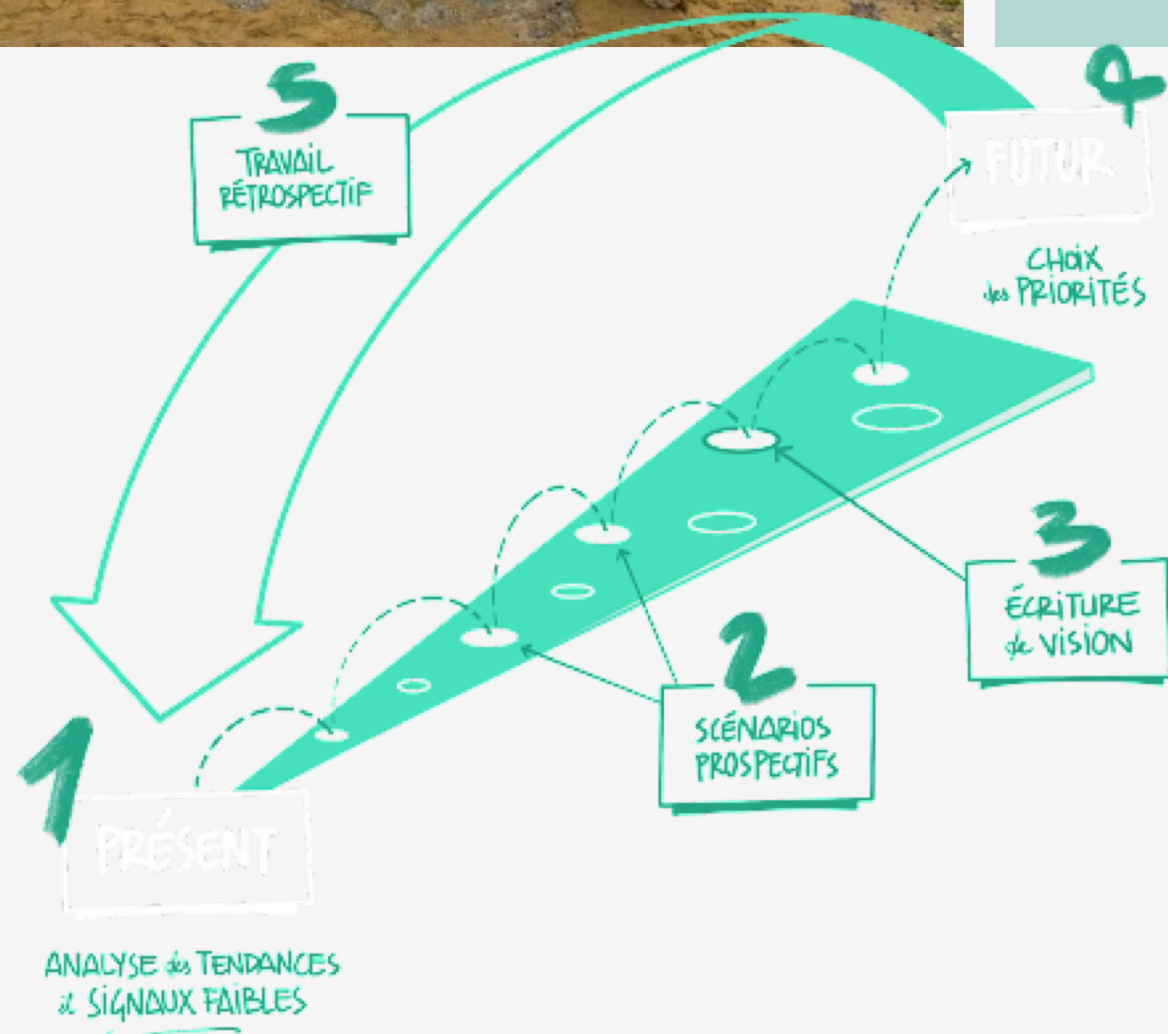 1
PRÉSENT
ANALYSE des TENDANCES
et SIGNAUX FAIBLES
2
SCÉNARIOS
PROSPECTIFS
3
ÉCRITURE
de VISION
4
FUTUR
CHOIX
des PRIORITÉS
5
TRAVAIL
RÉTROSPECTIF